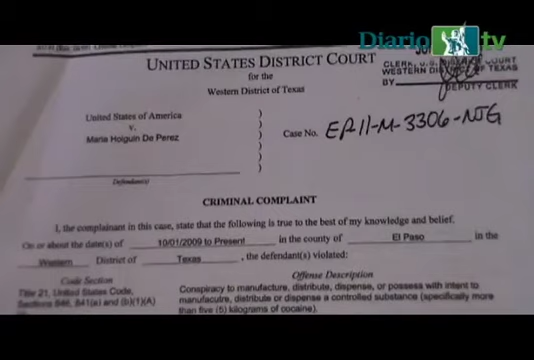 Diario tv
UNITED STATES DISTRICT COURT
for the
Western District of Texas
CLERK, U.S. DISTRICT COURT
WESTERN DISTRICT OF TEXAS
BY
DEPUTY CLERK
United States of America
v.
Maria Holguin De Perez
Defendant(s)
)
)
)
)
)
)
Case No. EP11-M-3306-NJG
CRIMINAL COMPLAINT
I, the complainant in this case, state that the following is true to the best of my knowledge and belief.
On or about the date(s) of 10/01/2009 to Present in the county of El Paso in the
Western District of Texas , the defendant(s) violated:
Code Section Offense Description
Title 21, United States Code, Conspiracy to manufacture, distribute, dispense, or possess with intent to
Sections 846, 841(a) and (b)(1)(A) manufacutre, distribute or dispense a controlled substance (specifically more
than five (5) kilograms of cocaine).